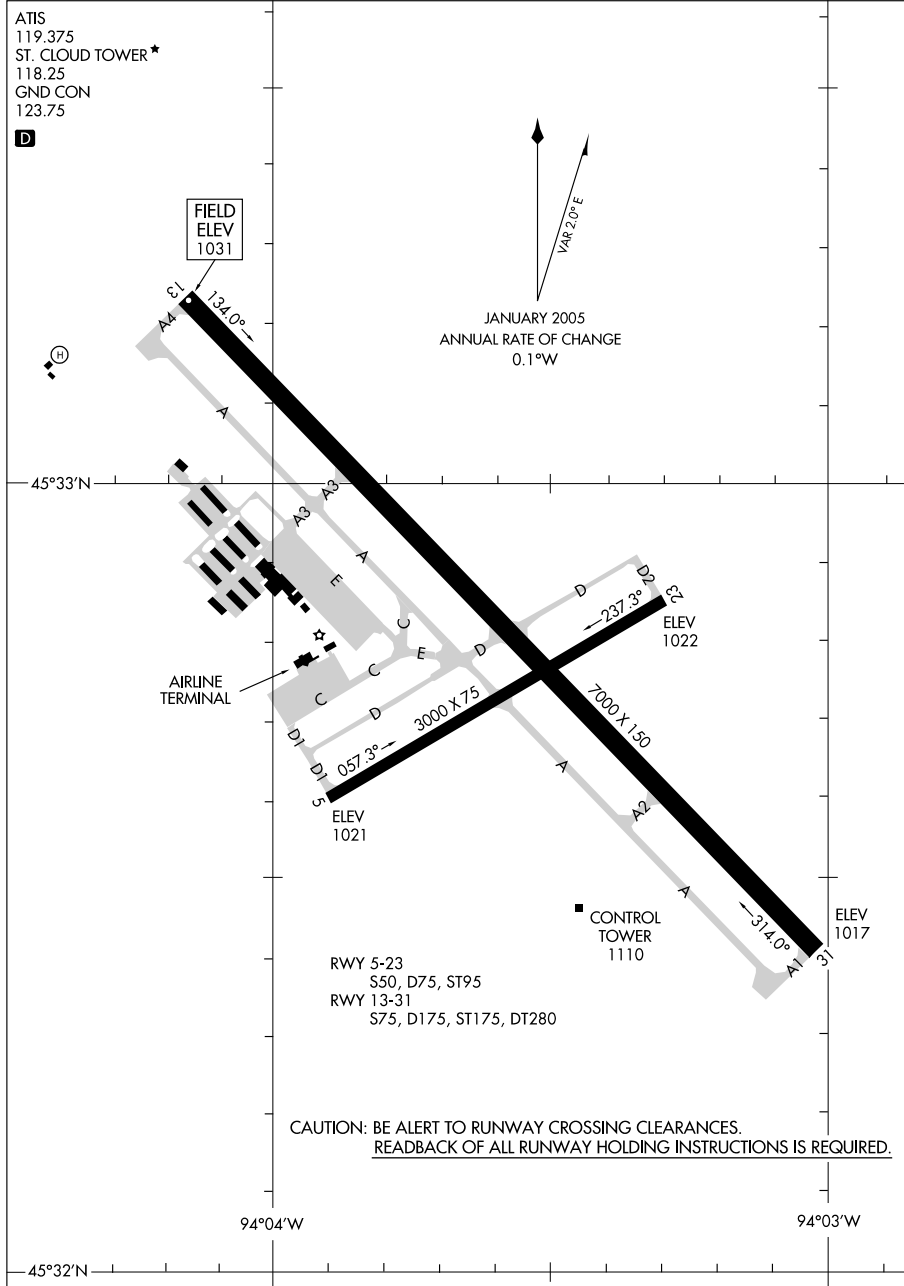 ATIS
119.375
ST. CLOUD TOWER
118.25
GND CON
123.75
D
FIELD
ELEV
1031
VAR 2.0° E
JANUARY 2005
ANNUAL RATE OF CHANGE
0.1°W
13
134.0°
A4
H
A
45°33'N
A3
A3
A
E
C
D
D2
23
237.3°
ELEV
1022
E
D
C
C
D
AIRLINE
TERMINAL
3000 X 75
7000 X 150
D1
D1
057.3°
5
ELEV
1021
A
A2
A
CONTROL
TOWER
1110
314.0°
ELEV
1017
A1
31
RWY 5-23
S50, D75, ST95
RWY 13-31
S75, D175, ST175, DT280
CAUTION: BE ALERT TO RUNWAY CROSSING CLEARANCES.
READBACK OF ALL RUNWAY HOLDING INSTRUCTIONS IS REQUIRED.
94°04'W
94°03'W
45°32'N